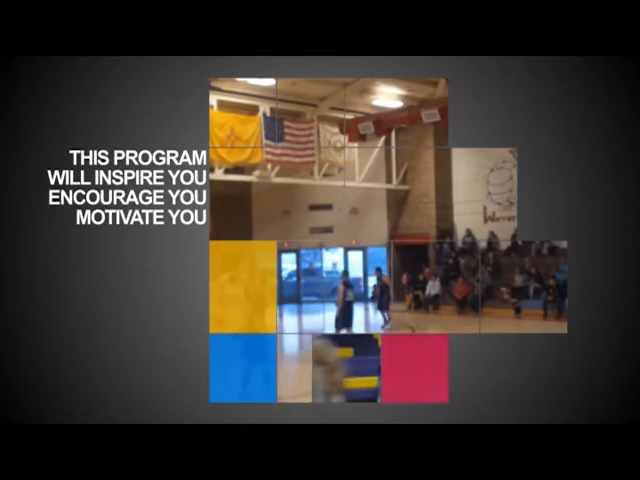 THIS PROGRAM
WILL INSPIRE YOU
ENCOURAGE YOU
MOTIVATE YOU